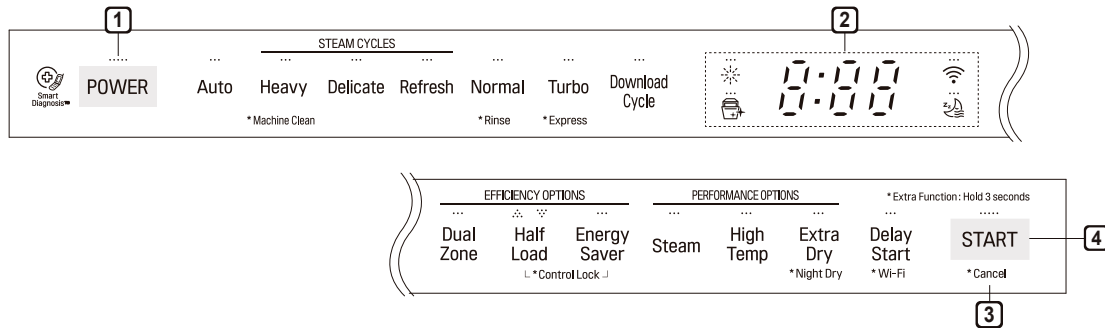 1
2
STEAM CYCLES
Smart
Diagnosis
POWER
Auto
Heavy
Delicate
Refresh
Normal
Turbo
Download
Cycle
* Machine Clean
* Rinse
* Express
8:88
EFFICIENCY OPTIONS
PERFORMANCE OPTIONS
* Extra Function : Hold 3 seconds
Dual
Zone
Half
Load
Energy
Saver
Steam
High
Temp
Extra
Dry
Delay
Start
START
4
* Control Lock
* Night Dry
* Wi-Fi
* Cancel
3